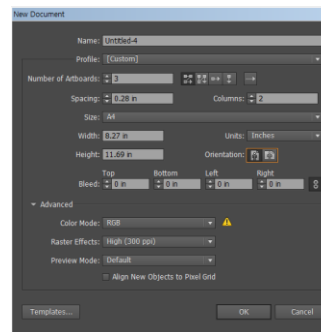 New Document
Name: Untitled-4
Profile: [Custom]
Number of Artboards: 3
Spacing: 0.28 in Columns: 2
Size: A4
Width: 8.27 in Units: Inches
Height: 11.69 in Orientation:
Top Bottom Left Right
Bleed: 0 in 0 in 0 in 0 in
Advanced
Color Mode: RGB
Raster Effects: High (300 ppi)
Preview Mode: Default
Align New Objects to Pixel Grid
Templates... OK Cancel